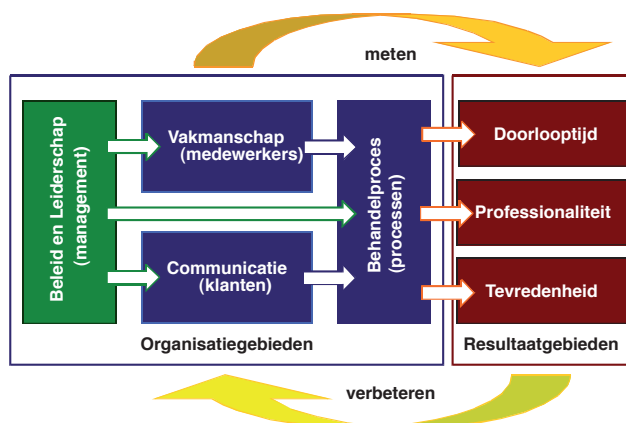 meten
Beleid en Leiderschap
(management)
Vakmanschap
(medewerkers)
Communicatie
(klanten)
Behandelproces
(processen)
Doorlooptijd
Professionaliteit
Tevredenheid
Organisatiegebieden
Resultaatgebieden
verbeteren